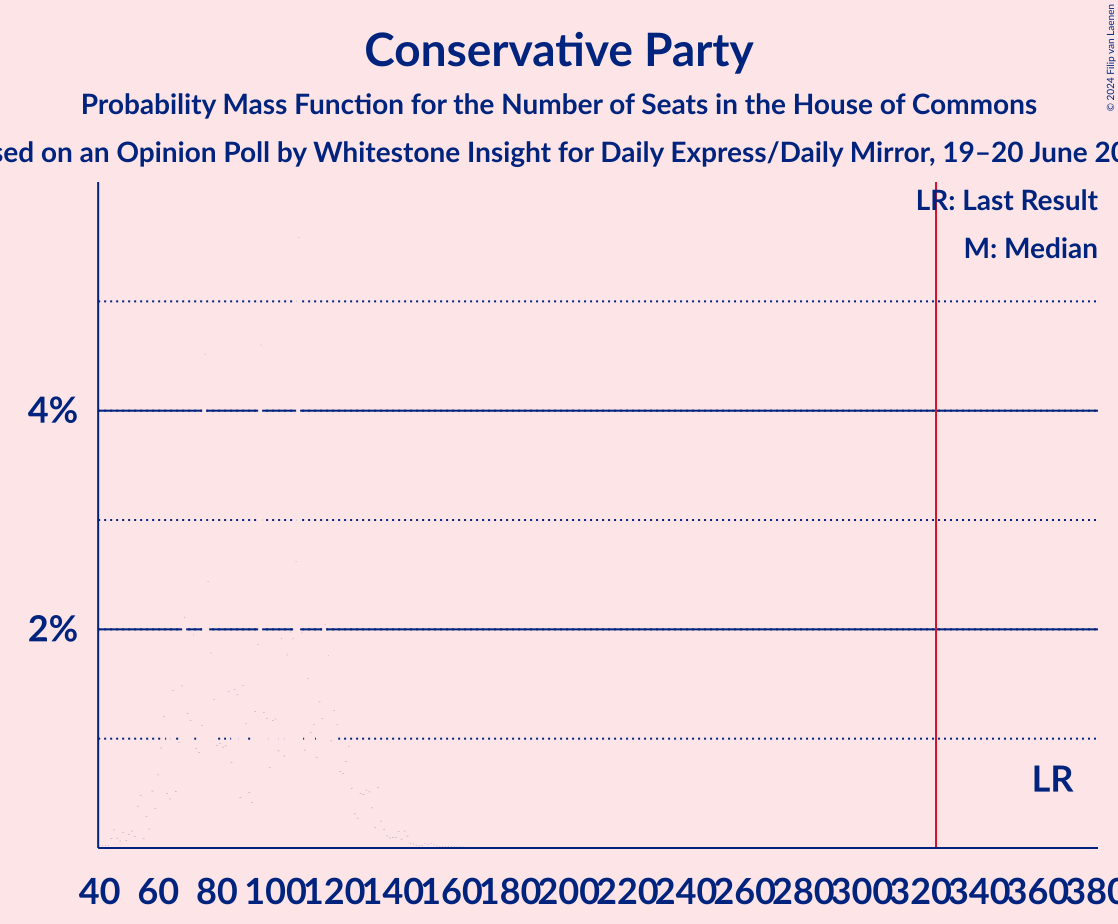 Conservative Party
Probability Mass Function for the Number of Seats in the House of Commons
sed on an Opinion Poll by Whitestone Insight for Daily Express/Daily Mirror, 19–20 June 20
© 2024 Filip van Laenen
LR: Last Result
M: Median
4%
2%
LR
40 60 80 100 120 140 160 180 200 220 240 260 280 300 320 340 360 380